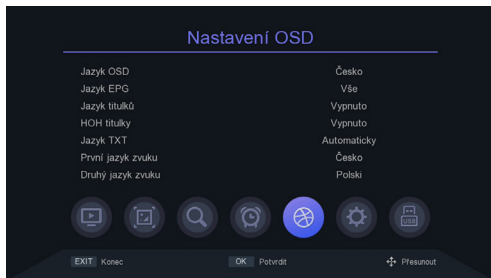 Nastavení OSD
Jazyk OSD Česko
Jazyk EPG Vše
Jazyk titulků Vypnuto
HOH titulky Vypnuto
Jazyk TXT Automaticky
První jazyk zvuku Česko
Druhý jazyk zvuku Polski
USB
EXIT Konec OK Potvrdit Přesunout